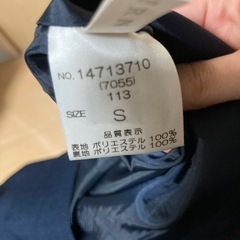 NO. 14713710
(7055)
113
SIZE S
品質表示
表地 ポリエステル 100%
裏地 ポリエステル 100%